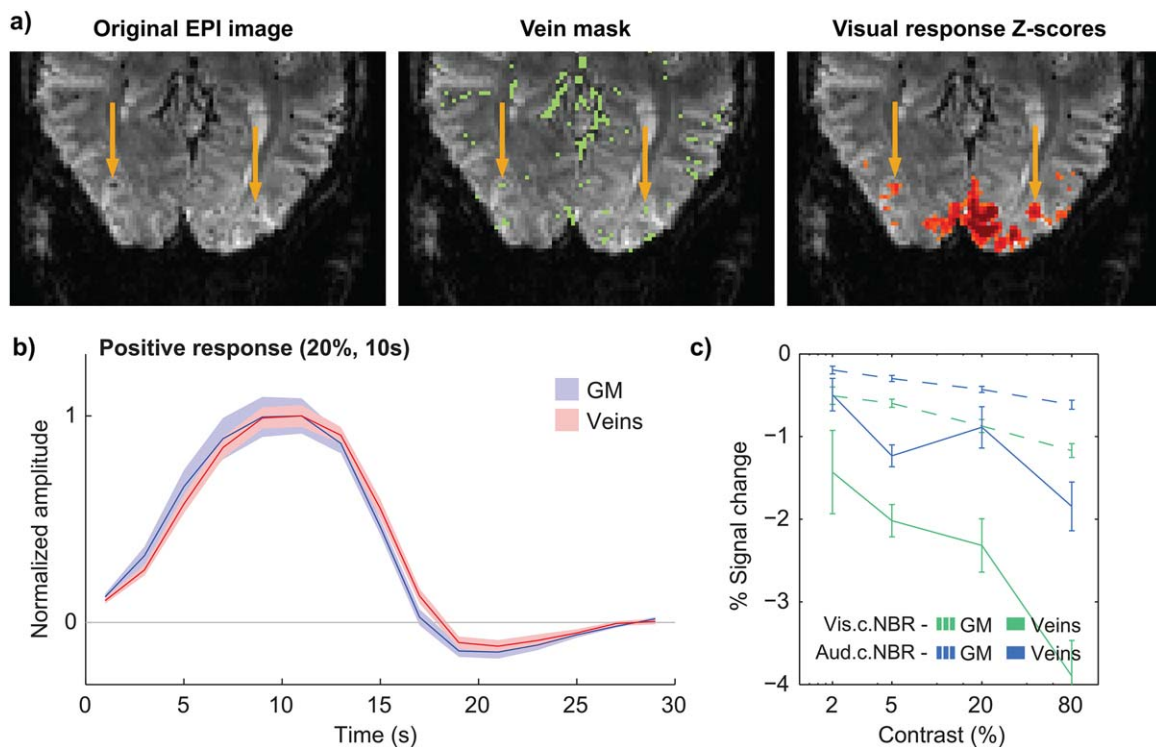 a)
Original EPI image
Vein mask
Visual response Z-scores
b)
Positive response (20%, 10s)
GM
Veins
1
0
Normalized amplitude
0 5 10 15 20 25 30
Time (s)
c)
0
−1
−2
−3
−4
% Signal change
Vis.c.NBR - GM Veins
Aud.c.NBR - GM Veins
2 5 20 80
Contrast (%)